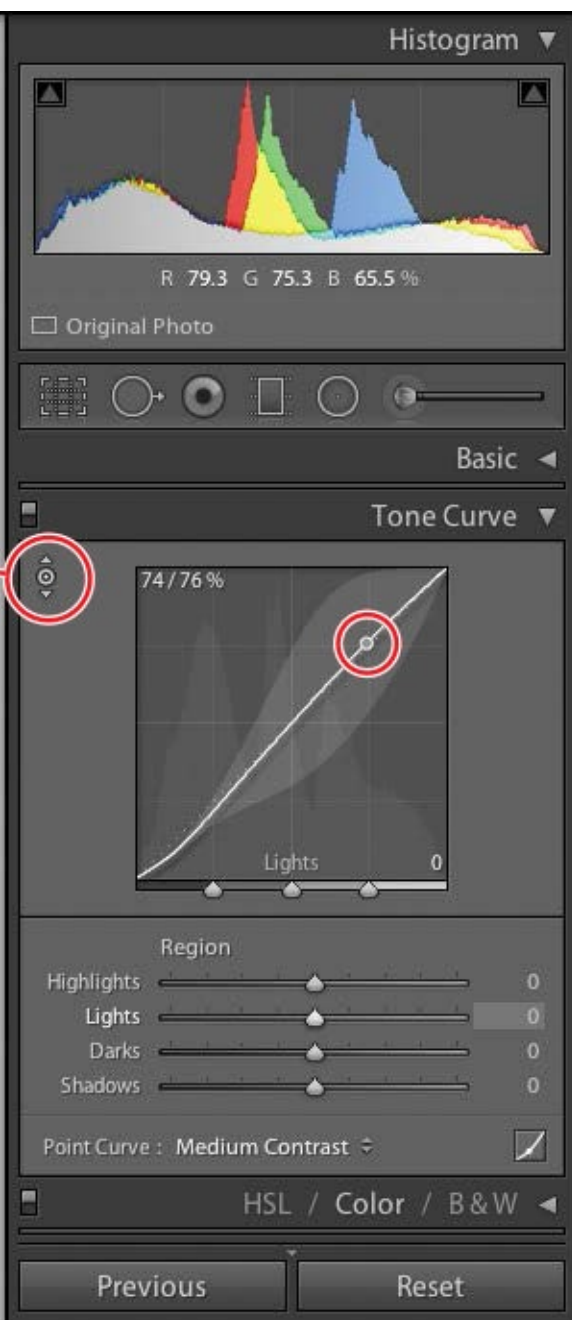 Histogram
R 79.3 G 75.3 B 65.5 %
Original Photo
Basic
Tone Curve
74 / 76 %
Lights 0
Region
Highlights 0
Lights 0
Darks 0
Shadows 0
Point Curve : Medium Contrast
HSL / Color / B & W
Previous Reset